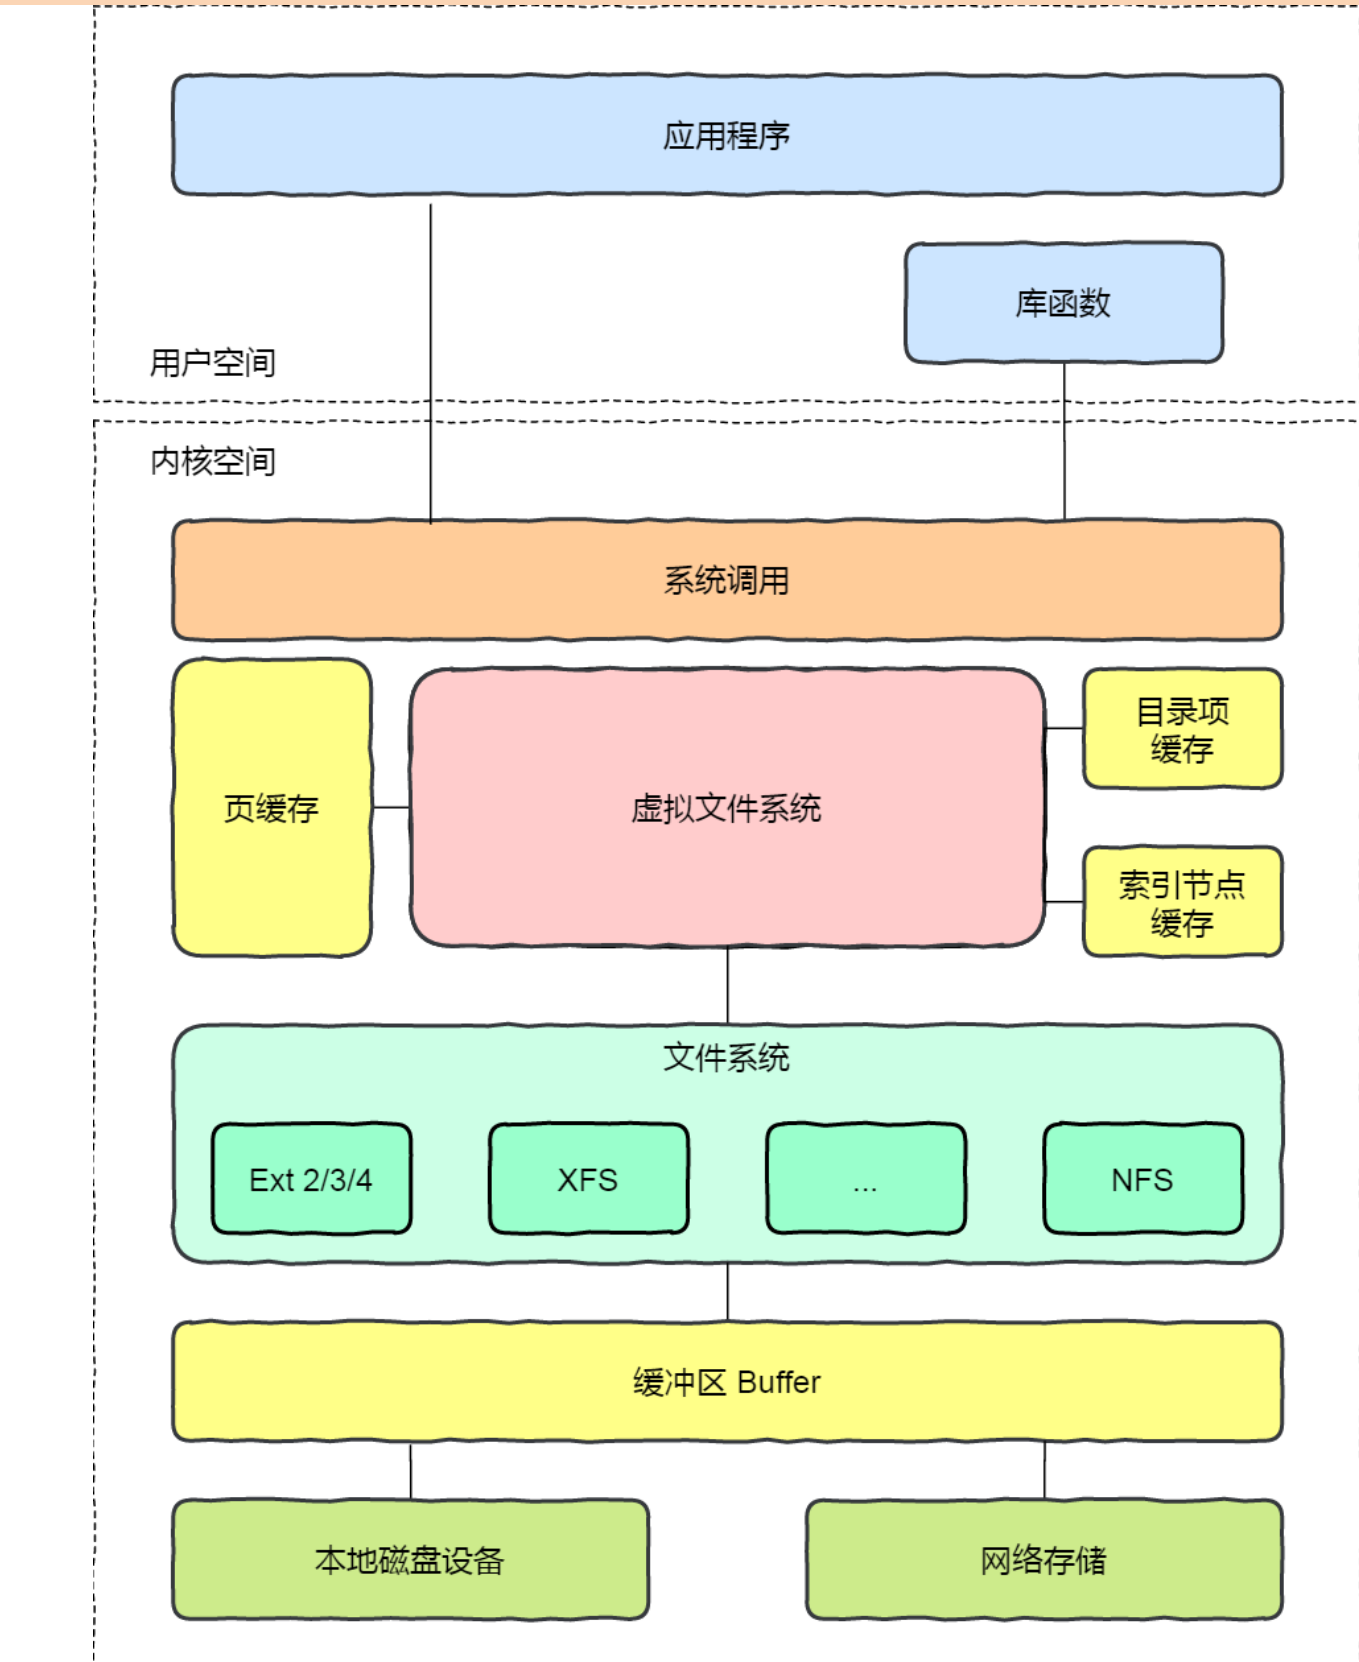 应用程序
库函数
用户空间
内核空间
系统调用
页缓存
虚拟文件系统
目录项
缓存
索引节点
缓存
文件系统
Ext 2/3/4
XFS
...
NFS
缓冲区 Buffer
本地磁盘设备
网络存储